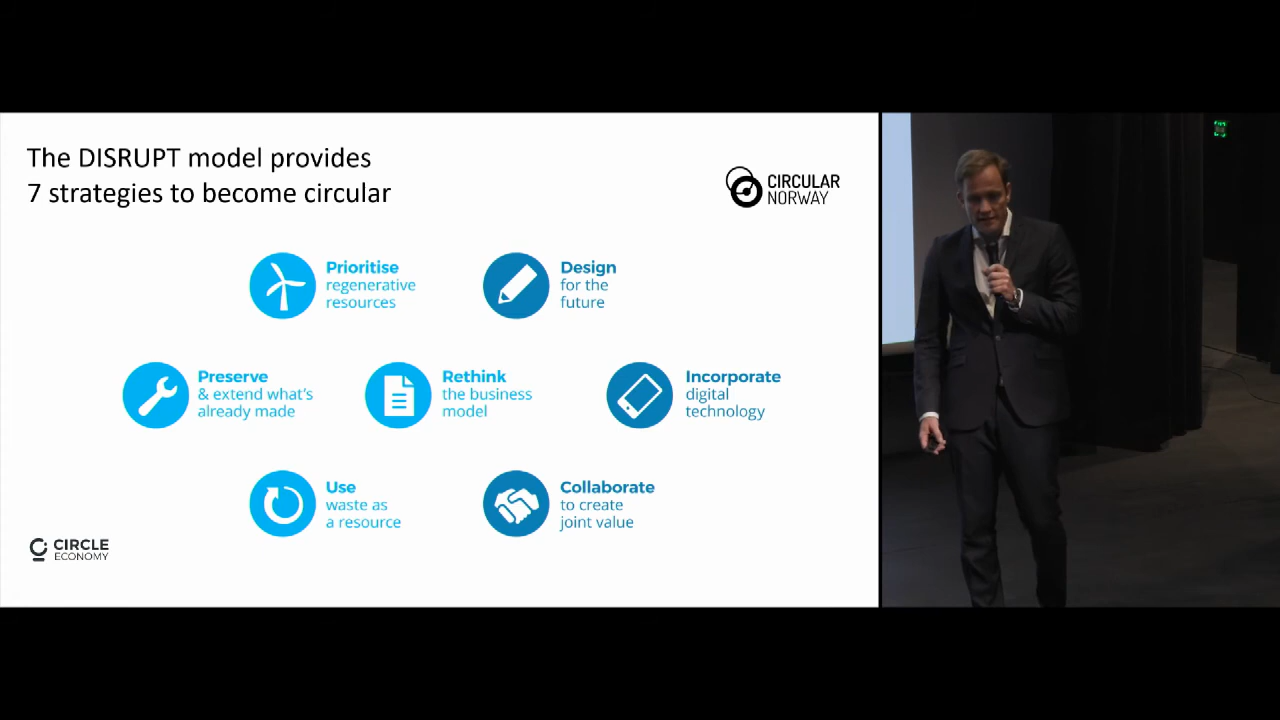 The DISRUPT model provides
7 strategies to become circular
CIRCULAR
NORWAY
Prioritise
regenerative
resources
Design
for the
future
Preserve
& extend what's
already made
Rethink
the business
model
Incorporate
digital
technology
Use
waste as
a resource
Collaborate
to create
joint value
CIRCLE
ECONOMY